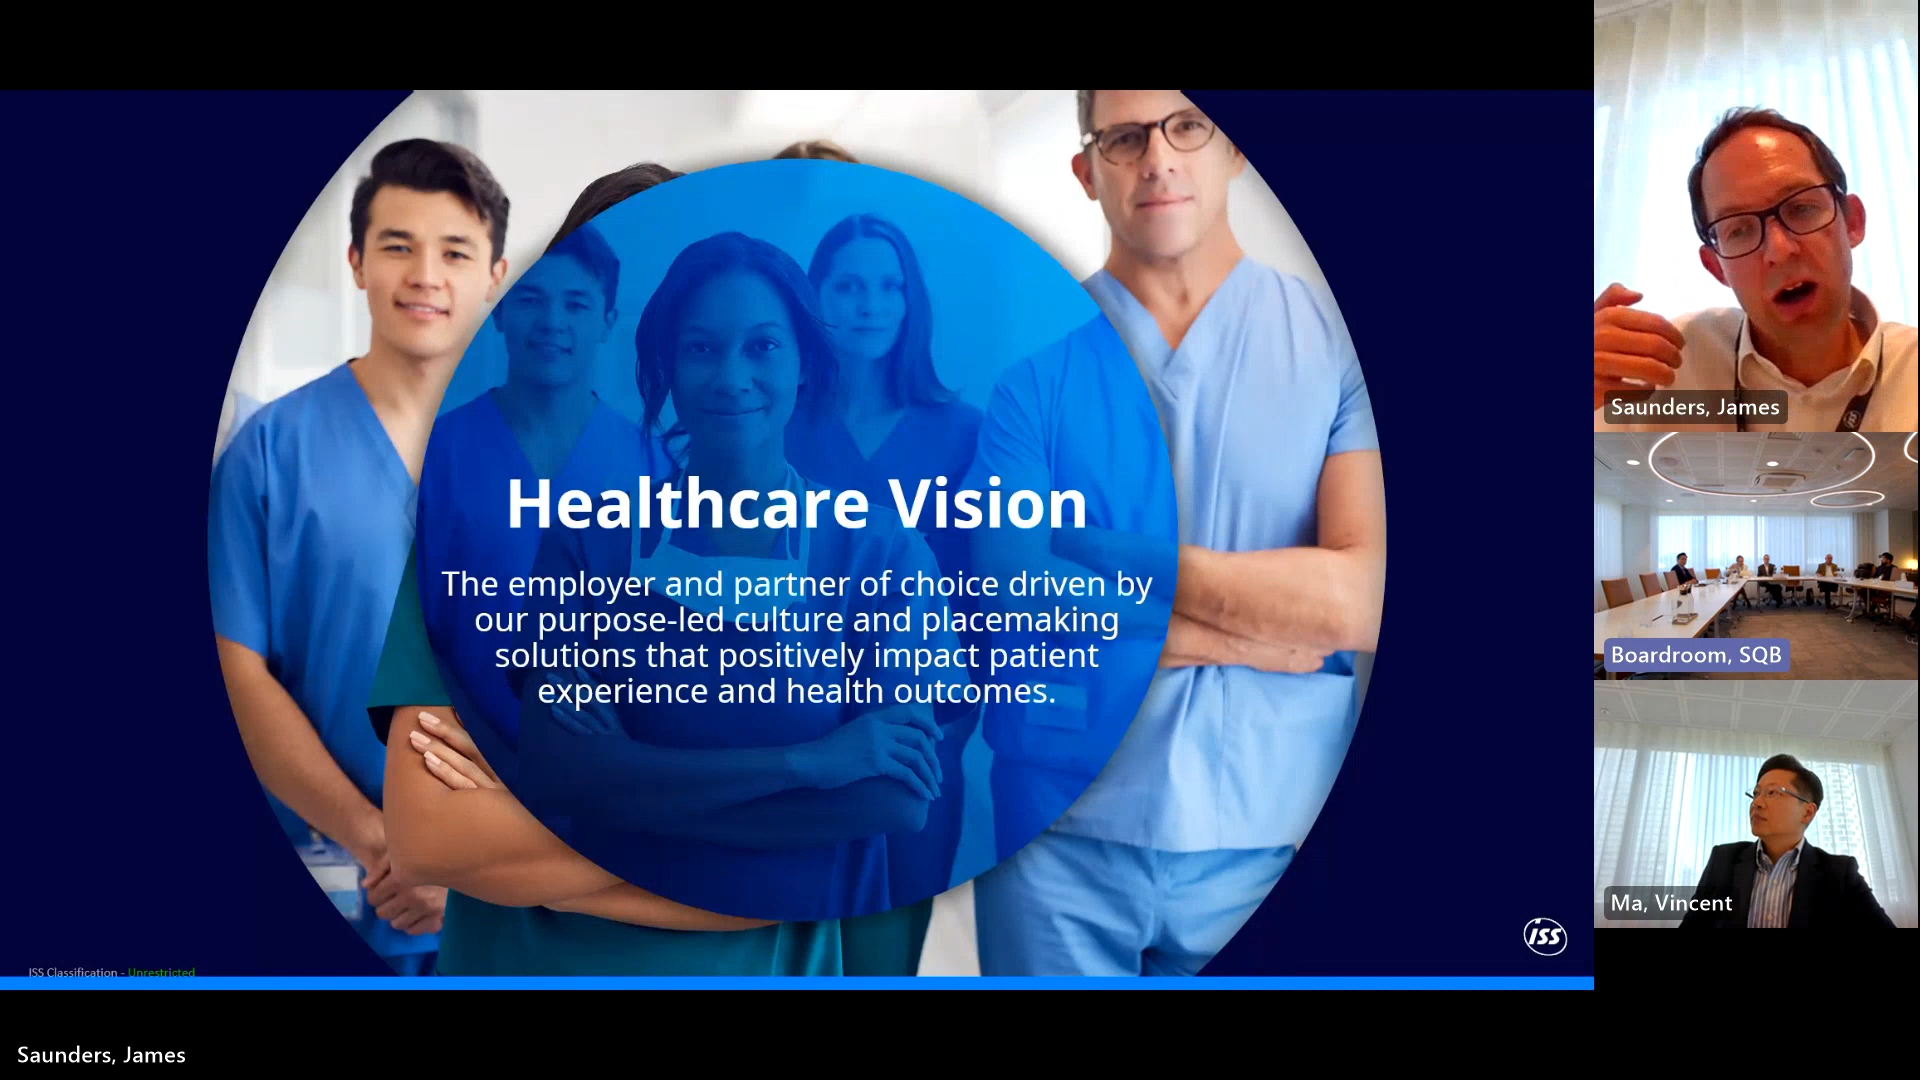 Healthcare Vision
The employer and partner of choice driven by
our purpose-led culture and placemaking
solutions that positively impact patient
experience and health outcomes.
iss
ISS Classification - Unrestricted
Saunders, James
Boardroom, SQB
Ma, Vincent
Saunders, James